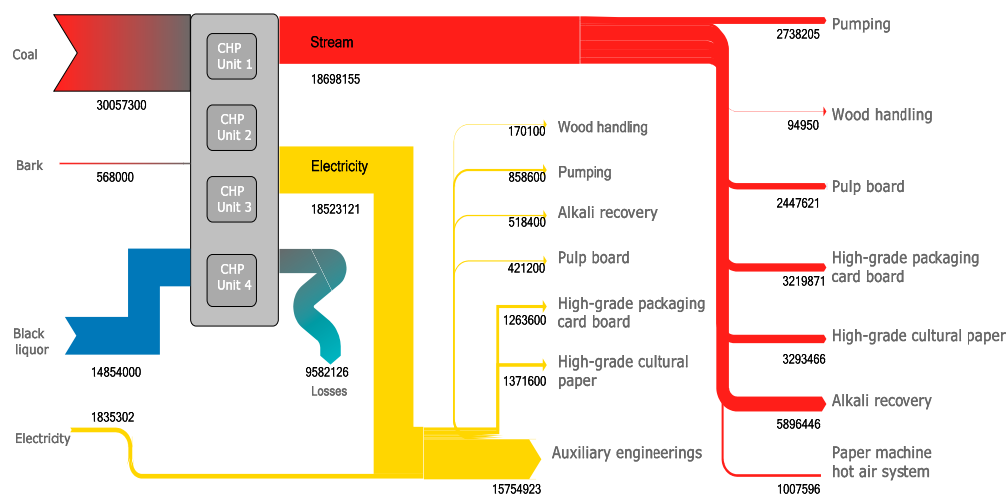 Coal
30057300
Bark
568000
Black
liquor
14854000
Electricity
1835302
CHP
Unit 1
CHP
Unit 2
CHP
Unit 3
CHP
Unit 4
Stream
18698155
Electricity
18523121
9582126
Losses
170100
Wood handling
858600
Pumping
518400
Alkali recovery
421200
Pulp board
1263600
High-grade packaging
card board
1371600
High-grade cultural
paper
15754923
Auxiliary engineerings
2738205
Pumping
94950
Wood handling
2447621
Pulp board
3219871
High-grade packaging
card board
3293466
High-grade cultural paper
5896446
Alkali recovery
1007596
Paper machine
hot air system